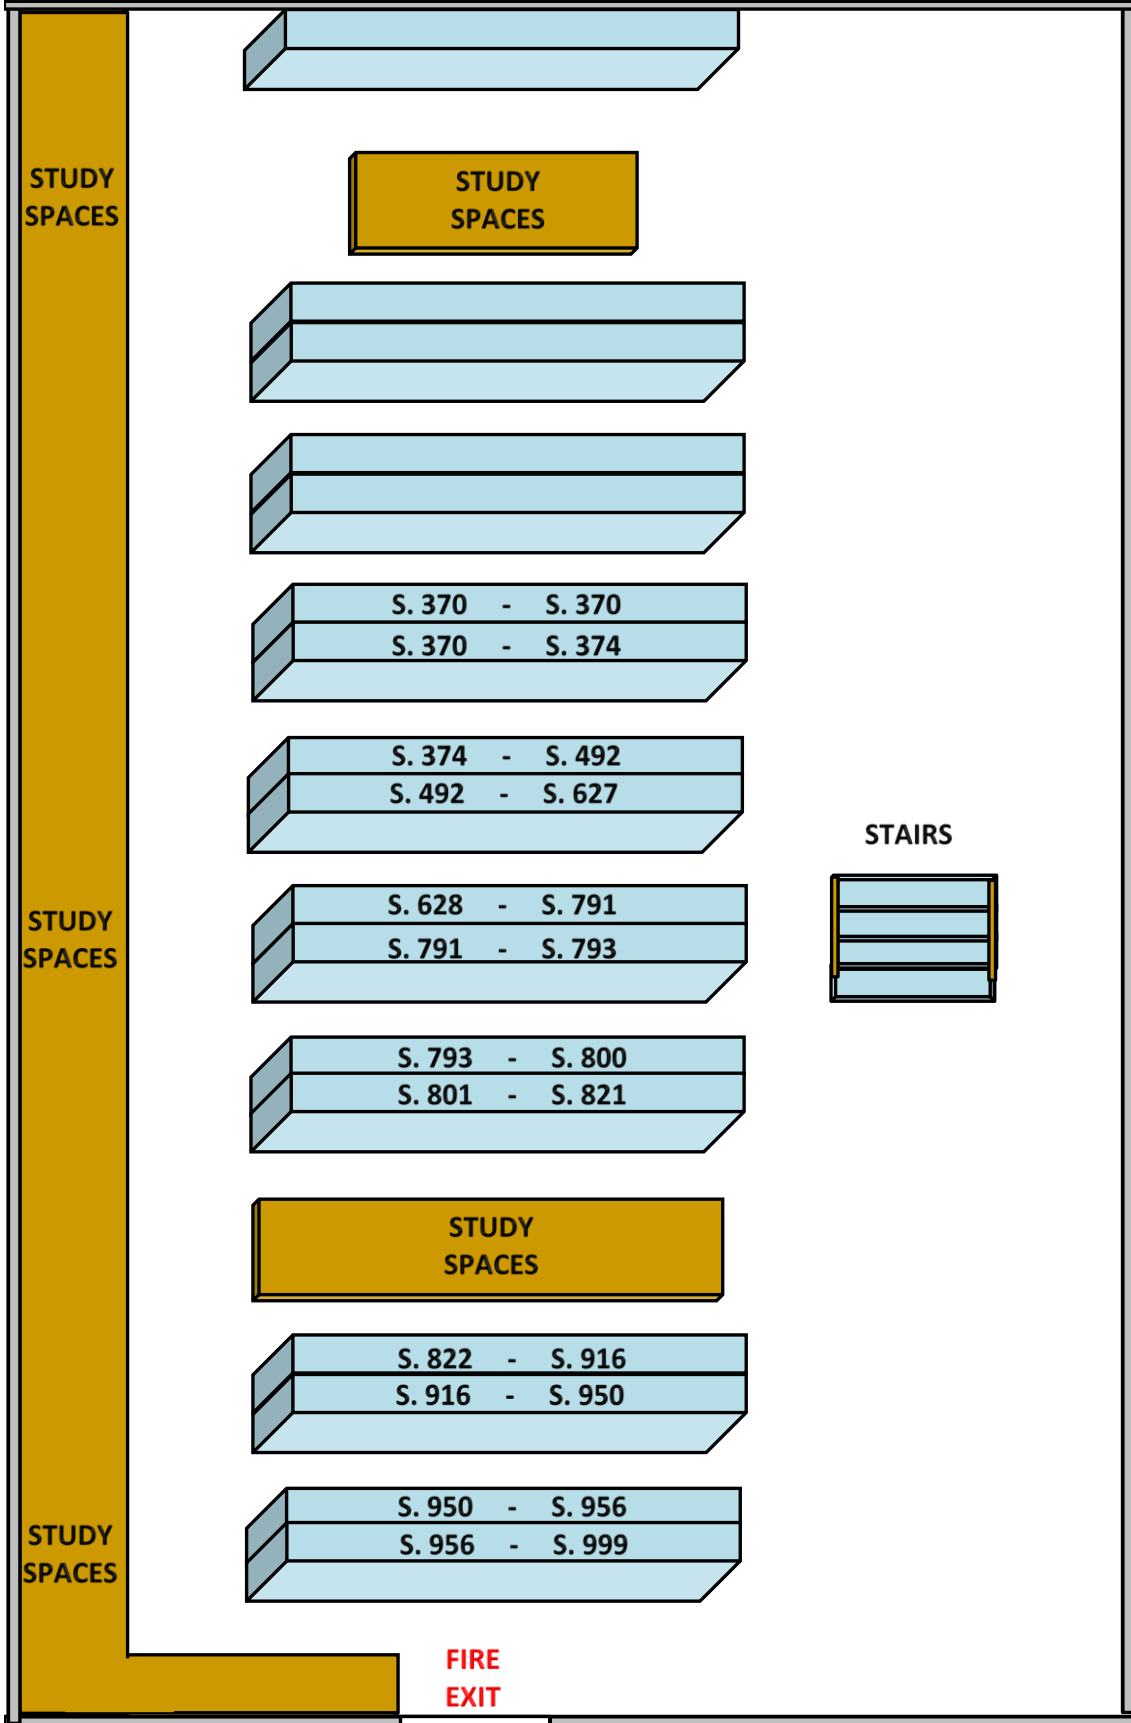 STUDY
SPACES
STUDY
SPACES
S. 370 - S. 370
S. 370 - S. 374
S. 374 - S. 492
S. 492 - S. 627
STAIRS
STUDY
SPACES
S. 628 - S. 791
S. 791 - S. 793
S. 793 - S. 800
S. 801 - S. 821
STUDY
SPACES
S. 822 - S. 916
S. 916 - S. 950
S. 950 - S. 956
S. 956 - S. 999
STUDY
SPACES
FIRE
EXIT